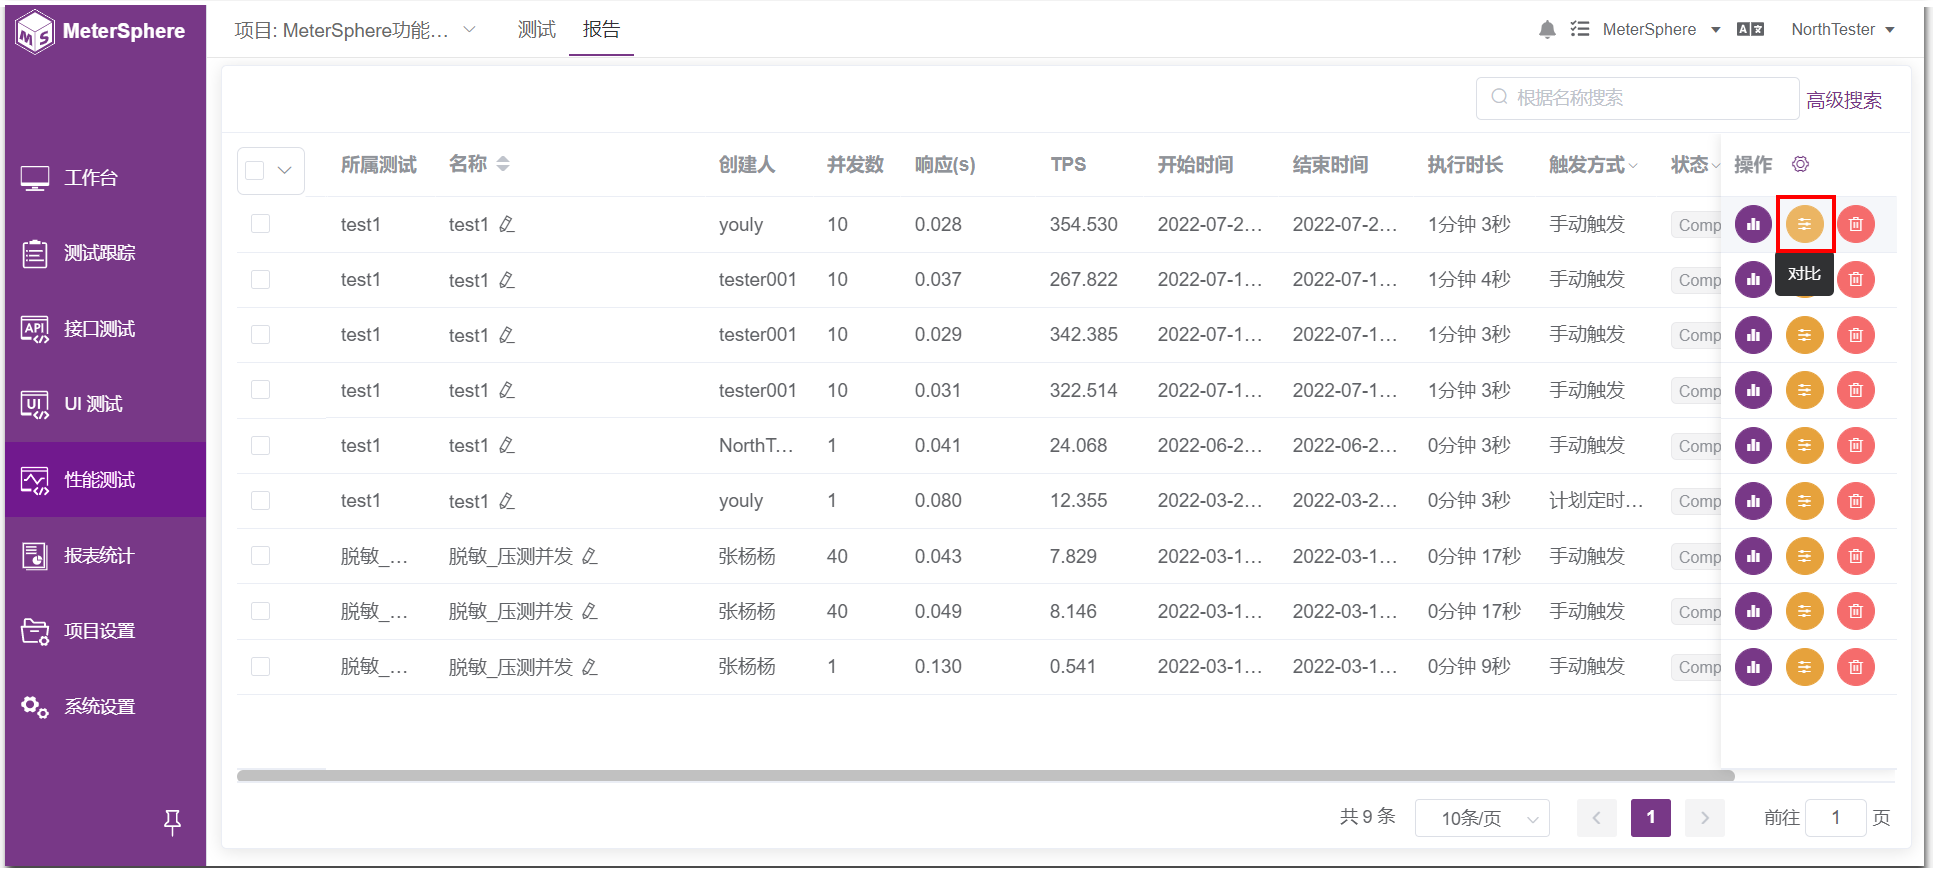 MeterSphere
项目: MeterSphere功能...
测试
报告
MeterSphere
NorthTester
工作台
测试跟踪
接口测试
UI 测试
性能测试
报表统计
项目设置
系统设置
根据名称搜索
高级搜索
所属测试 名称 创建人 并发数 响应(s) TPS 开始时间 结束时间 执行时长 触发方式 状态 操作
test1 test1 youly 10 0.028 354.530 2022-07-2... 2022-07-2... 1分钟 3秒 手动触发 Comp
对比
test1 test1 tester001 10 0.037 267.822 2022-07-1... 2022-07-1... 1分钟 4秒 手动触发 Comp
test1 test1 tester001 10 0.029 342.385 2022-07-1... 2022-07-1... 1分钟 3秒 手动触发 Comp
test1 test1 tester001 10 0.031 322.514 2022-07-1... 2022-07-1... 1分钟 3秒 手动触发 Comp
test1 test1 NorthT... 1 0.041 24.068 2022-06-2... 2022-06-2... 0分钟 3秒 手动触发 Comp
test1 test1 youly 1 0.080 12.355 2022-03-2... 2022-03-2... 0分钟 3秒 计划定时... Comp
脱敏_... 脱敏_压测并发 张杨杨 40 0.043 7.829 2022-03-1... 2022-03-1... 0分钟 17秒 手动触发 Comp
脱敏_... 脱敏_压测并发 张杨杨 40 0.049 8.146 2022-03-1... 2022-03-1... 0分钟 17秒 手动触发 Comp
脱敏_... 脱敏_压测并发 张杨杨 1 0.130 0.541 2022-03-1... 2022-03-1... 0分钟 9秒 手动触发 Comp
共 9 条 10条/页 1 前往 1 页